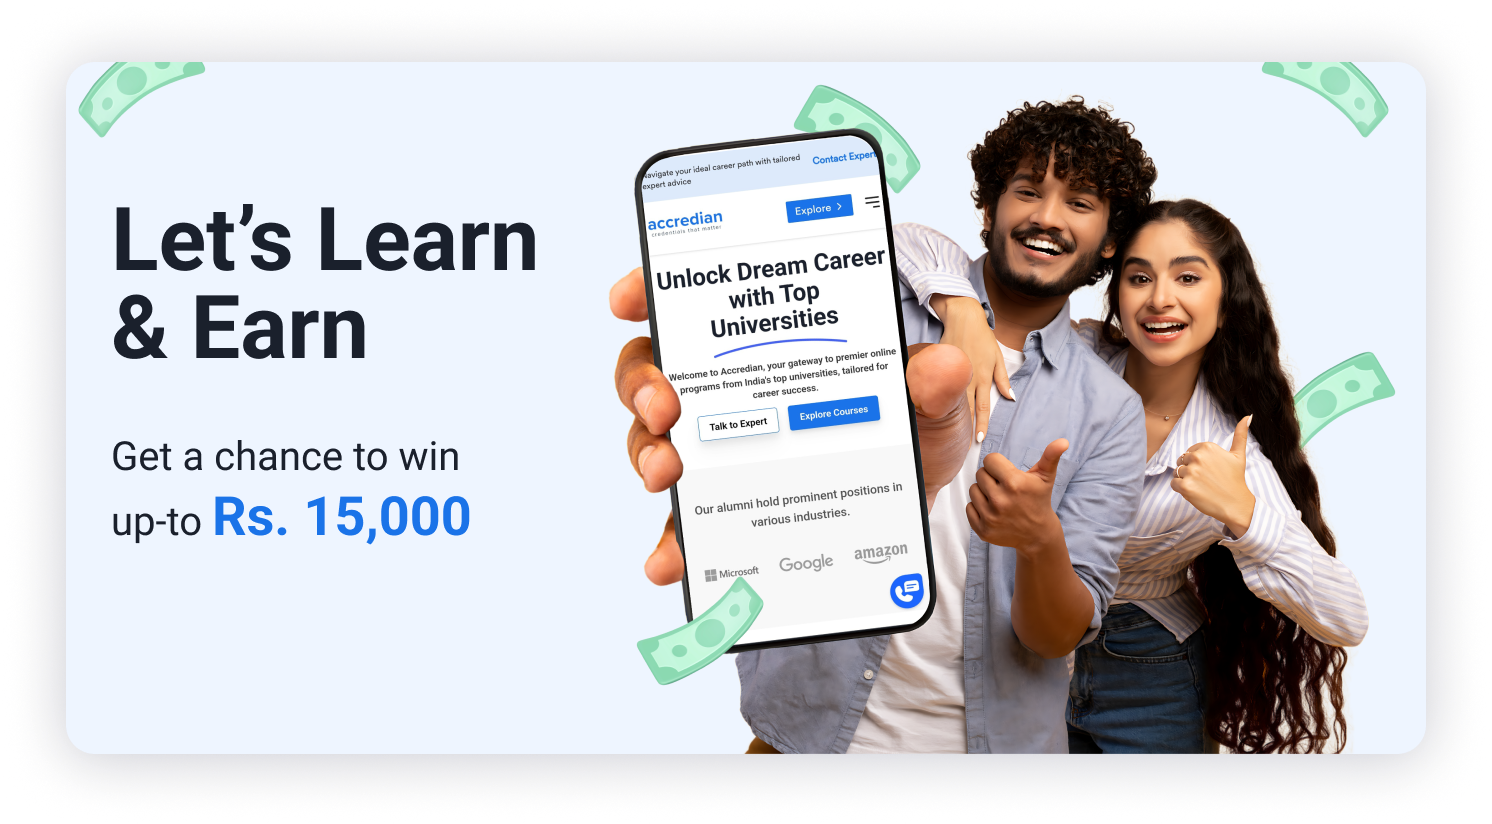 Let’s Learn
& Earn
Get a chance to win
up-to Rs. 15,000
Navigate your ideal career path with tailored
expert advice
Contact Expert
accredian
credentials that matter
Explore
Unlock Dream Career
with Top
Universities
Welcome to Accredian, your gateway to premier online
programs from India's top universities, tailored for
career success.
Talk to Expert
Explore Courses
Our alumni hold prominent positions in
various industries.
Microsoft
Google
amazon